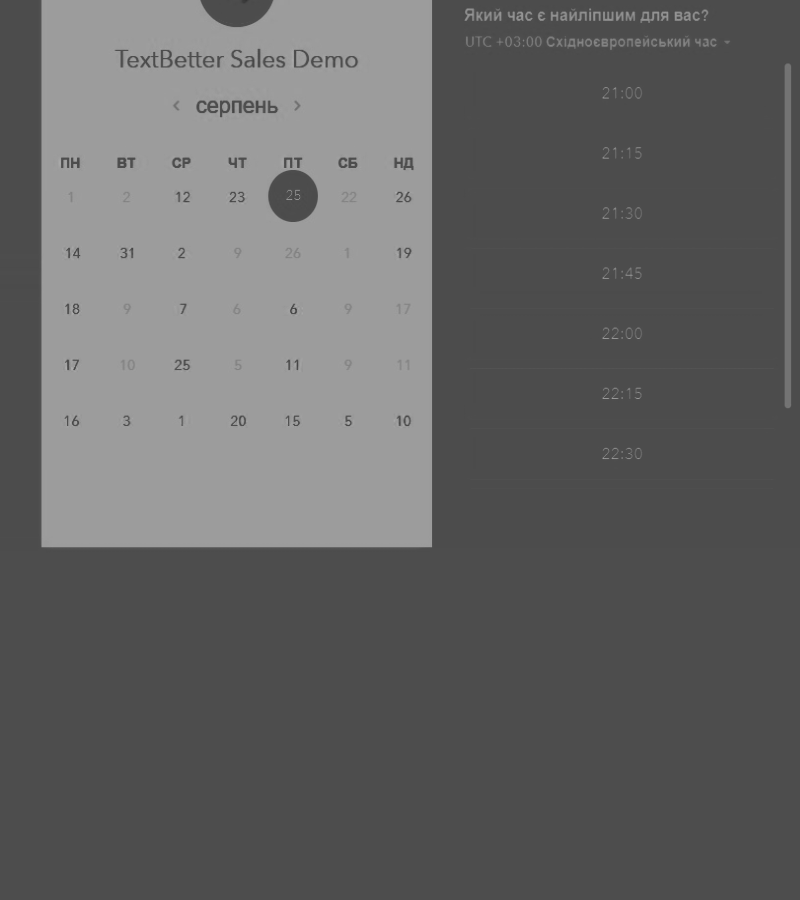 TextBetter Sales Demo
‹ серпень ›
ПН ВТ СР ЧТ ПТ СБ НД
1 2 12 23 25 22 26
14 31 2 9 26 1 19
18 9 7 6 6 9 17
17 10 25 5 11 9 11
16 3 1 20 15 5 10
Який час є найліпшим для вас?
UTC +03:00 Східноєвропейський час
21:00
21:15
21:30
21:45
22:00
22:15
22:30